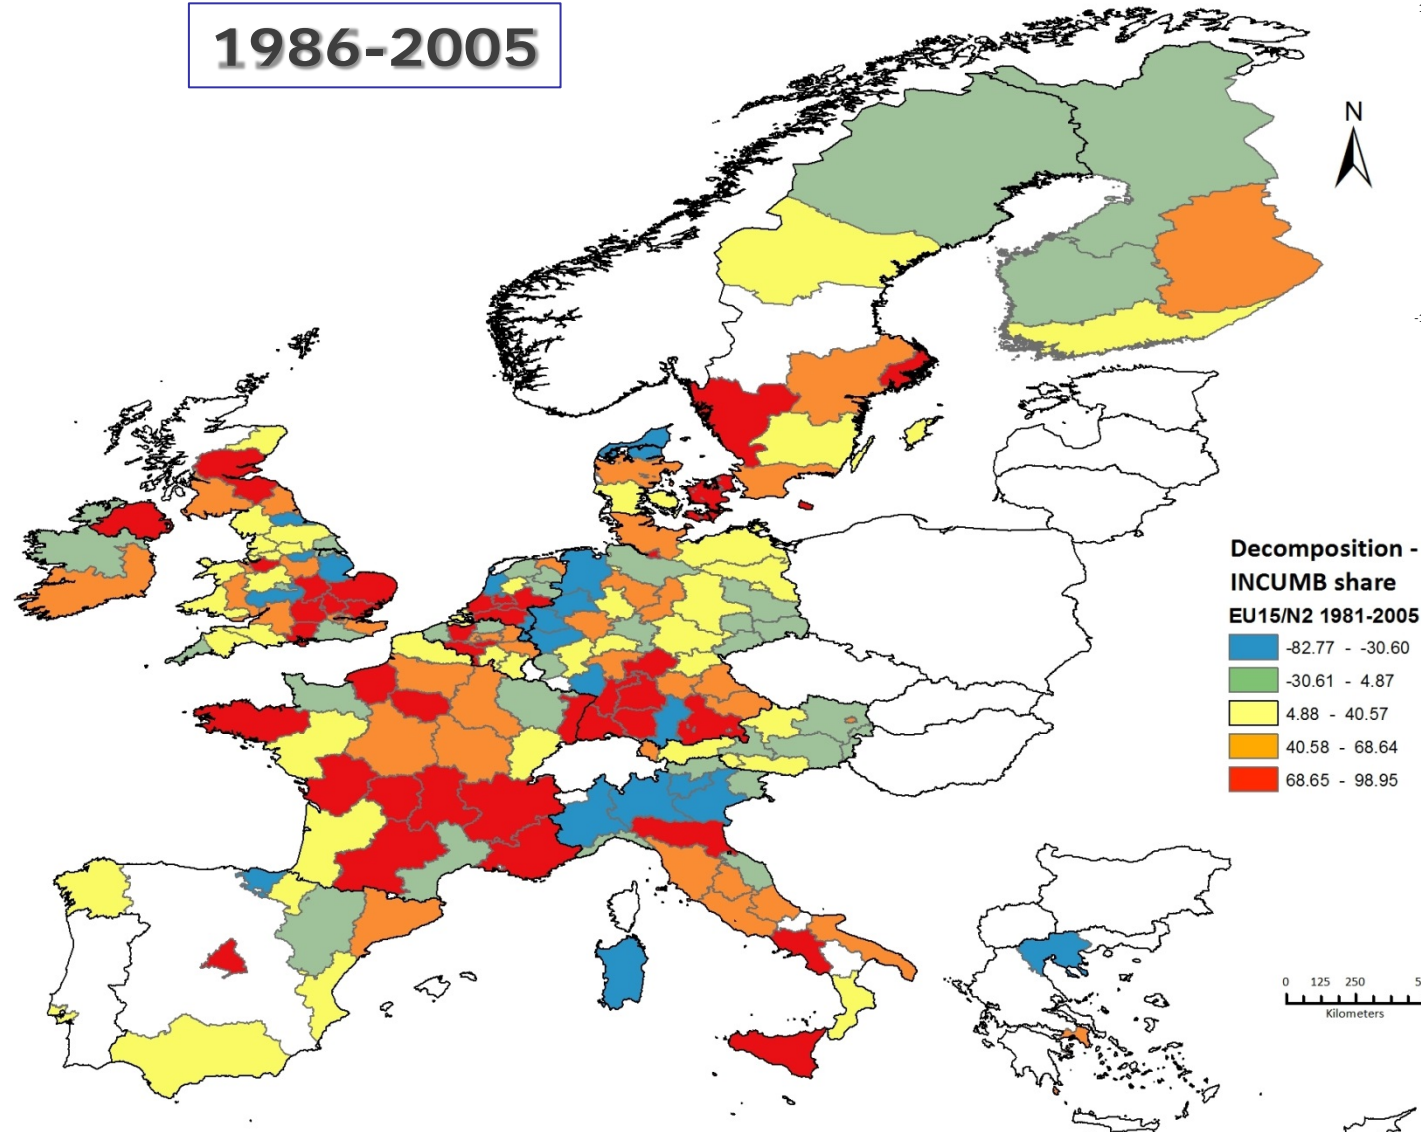 1986-2005
N
Decomposition -
INCUMB share
EU15/N2 1981-2005
-82.77 - -30.60
-30.61 - 4.87
4.88 - 40.57
40.58 - 68.64
68.65 - 98.95
0 125 250
Kilometers